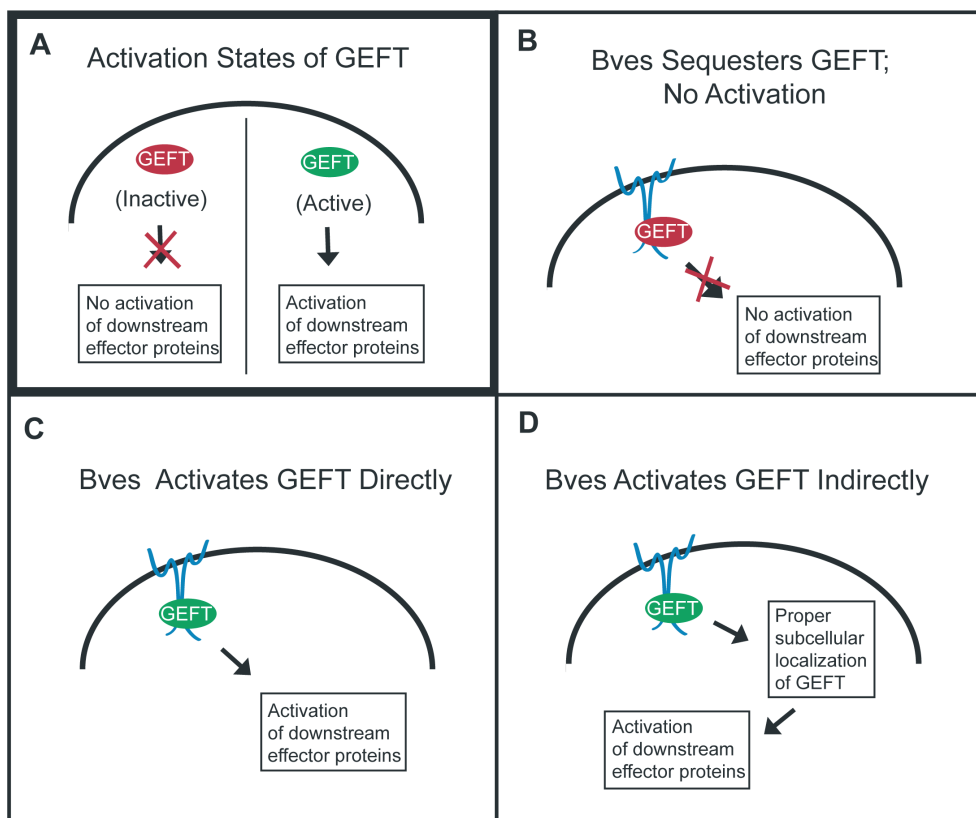 A
Activation States of GEFT
GEFT
(Inactive)
No activation
of downstream
effector proteins
GEFT
(Active)
Activation
of downstream
effector proteins
B
Bves Sequesters GEFT;
No Activation
GEFT
No activation
of downstream
effector proteins
C
Bves Activates GEFT Directly
GEFT
Activation
of downstream
effector proteins
D
Bves Activates GEFT Indirectly
GEFT
Proper
subcellular
localization
of GEFT
Activation
of downstream
effector proteins